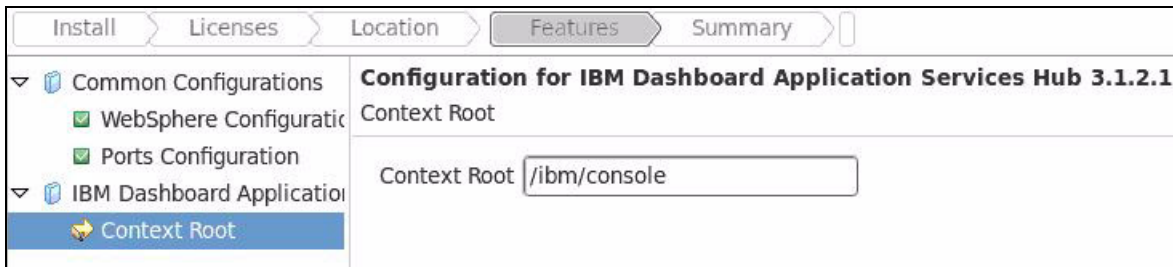 Install Licenses Location Features Summary
Common Configurations
WebSphere Configuratic
Ports Configuration
IBM Dashboard Application
Context Root
Configuration for IBM Dashboard Application Services Hub 3.1.2.1
Context Root
Context Root /ibm/console